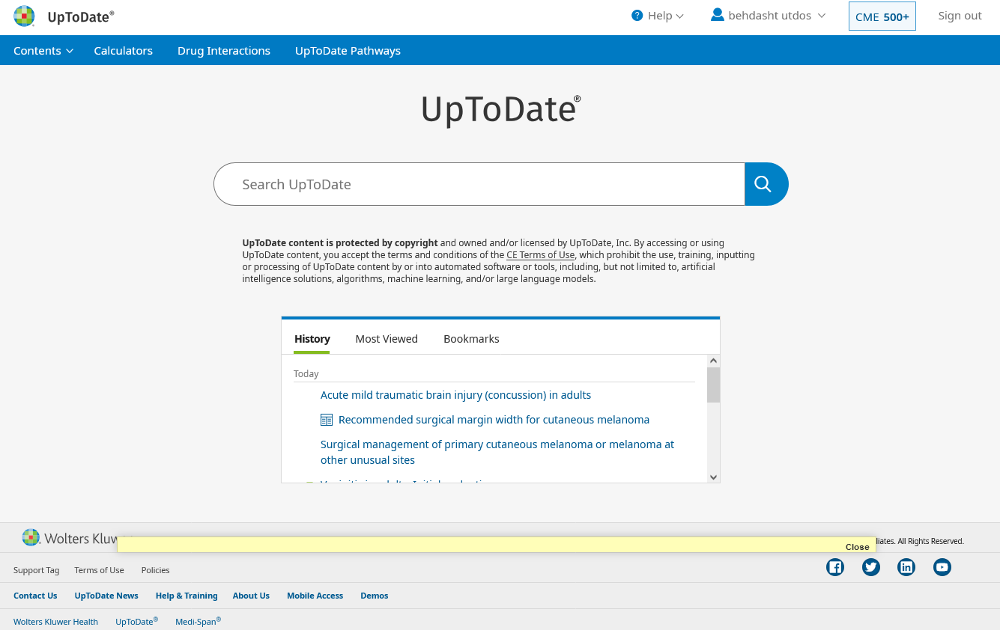 UpToDate®
Help
behdasht utdos
CME 500+
Sign out
Contents
Calculators
Drug Interactions
UpToDate Pathways
UpToDate®
Search UpToDate
UpToDate content is protected by copyright and owned and/or licensed by UpToDate, Inc. By accessing or using
UpToDate content, you accept the terms and conditions of the CE Terms of Use, which prohibit the use, training, inputting
or processing of UpToDate content by or into automated software or tools, including, but not limited to, artificial
intelligence solutions, algorithms, machine learning, and/or large language models.
History
Most Viewed
Bookmarks
Today
Acute mild traumatic brain injury (concussion) in adults
Recommended surgical margin width for cutaneous melanoma
Surgical management of primary cutaneous melanoma or melanoma at
other unusual sites
Wolters
liates. All Rights Reserved.
Close
Support Tag
Terms of Use
Policies
Contact Us
UpToDate News
Help & Training
About Us
Mobile Access
Demos
Wolters Kluwer Health
UpToDate®
Medi-Span®